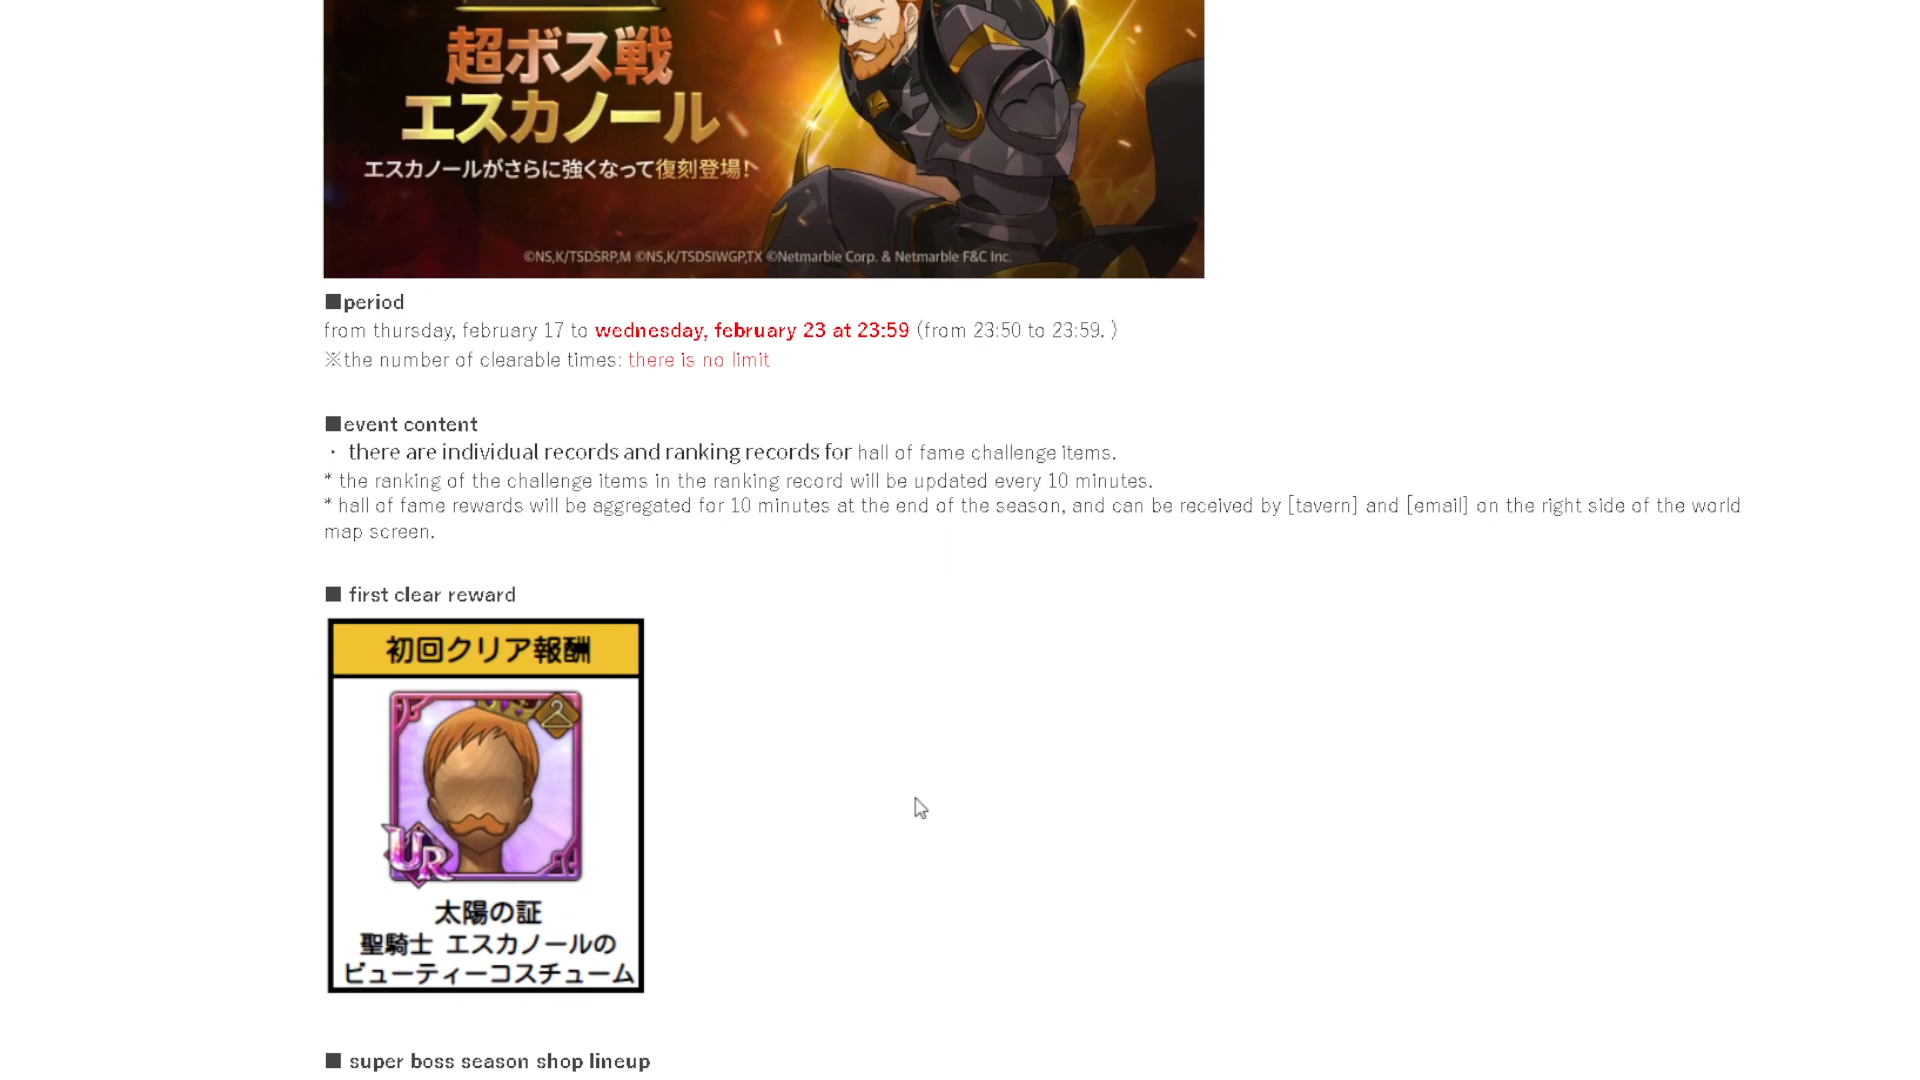 超ボス戦
エスカノール
エスカノールがさらに強くなって復刻登場!
©NS,K/TSDSRP,M ©NS,K/TSDSIWGP,TX ©Netmarble Corp. & Netmarble F&C Inc.
■period
from thursday, february 17 to wednesday, february 23 at 23:59 (from 23:50 to 23:59. )
※the number of clearable times: there is no limit
■event content
・ there are individual records and ranking records for hall of fame challenge items.
* the ranking of the challenge items in the ranking record will be updated every 10 minutes.
* hall of fame rewards will be aggregated for 10 minutes at the end of the season, and can be received by [tavern] and [email] on the right side of the world
map screen.
■ first clear reward
初回クリア報酬
UR
太陽の証
聖騎士 エスカノールの
ビューティーコスチューム
■ super boss season shop lineup